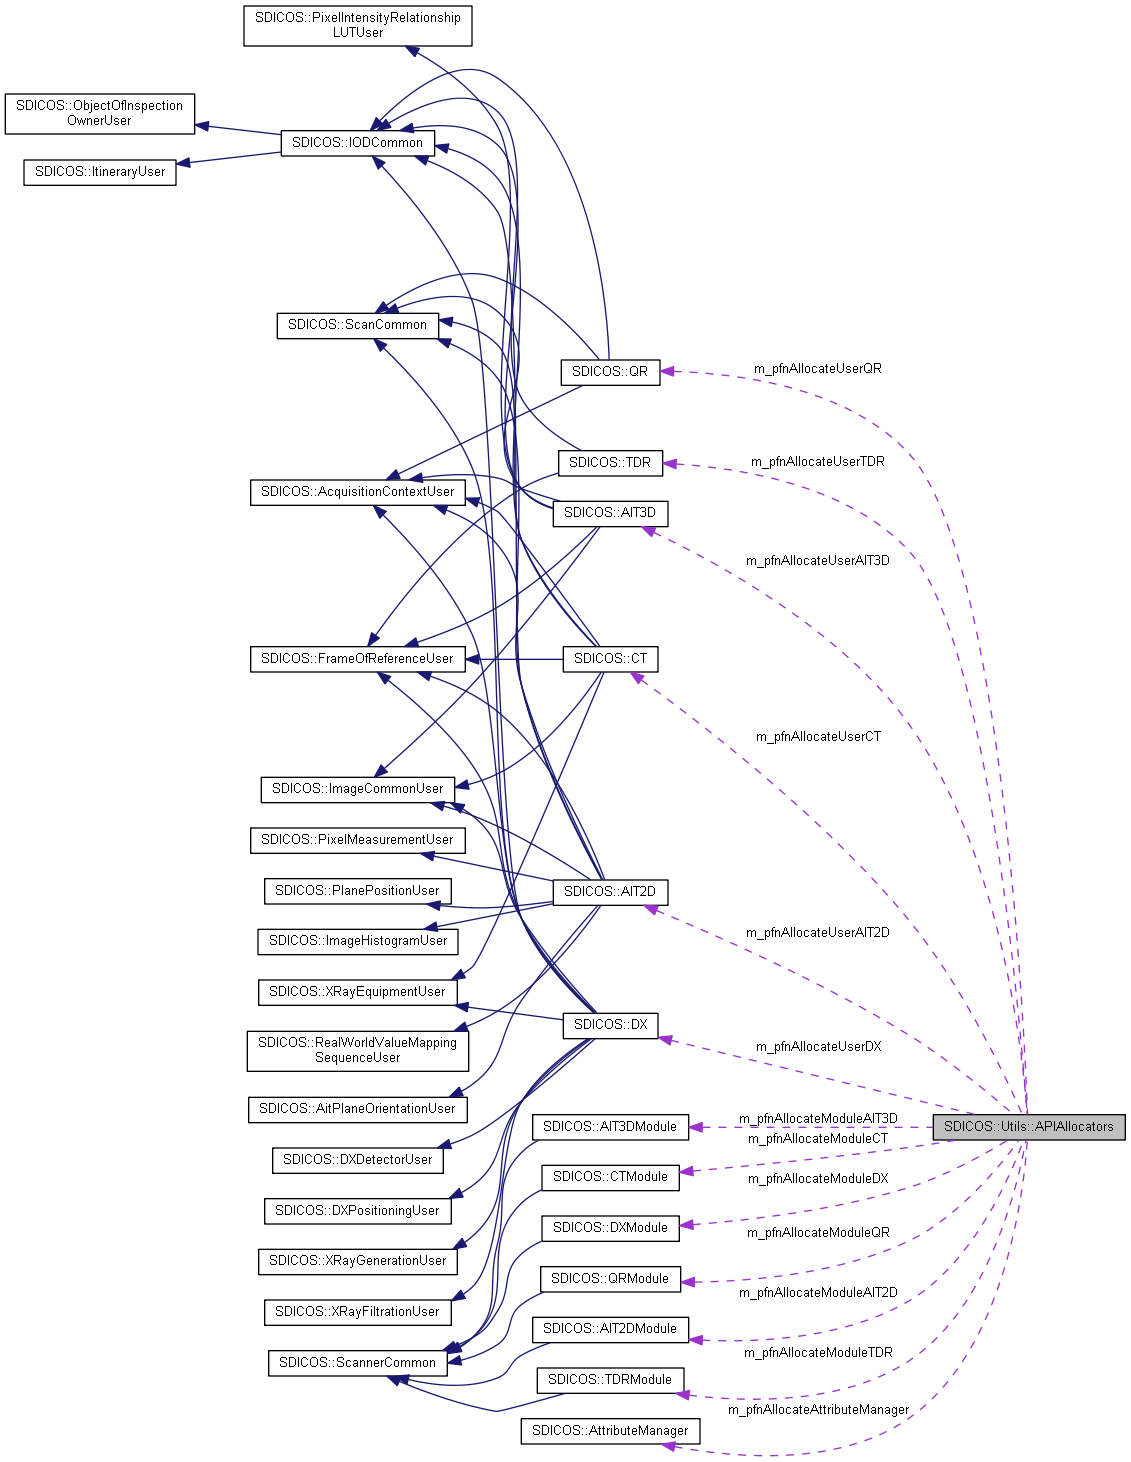 SDICOS::PixelIntensityRelationship
LUTUser
SDICOS::ObjectOfInspection
OwnerUser
SDICOS::IODCommon
SDICOS::ItineraryUser
SDICOS::ScanCommon
SDICOS::QR
m_pfnAllocateUserQR
SDICOS::TDR
m_pfnAllocateUserTDR
SDICOS::AcquisitionContextUser
SDICOS::AIT3D
m_pfnAllocateUserAIT3D
SDICOS::FrameOfReferenceUser
SDICOS::CT
m_pfnAllocateUserCT
SDICOS::ImageCommonUser
SDICOS::PixelMeasurementUser
SDICOS::PlanePositionUser
SDICOS::AIT2D
m_pfnAllocateUserAIT2D
SDICOS::ImageHistogramUser
SDICOS::XRayEquipmentUser
SDICOS::DX
m_pfnAllocateUserDX
SDICOS::RealWorldValueMapping
SequenceUser
SDICOS::AitPlaneOrientationUser
SDICOS::AIT3DModule
m_pfnAllocateModuleAIT3D
SDICOS::Utils::APIAllocators
m_pfnAllocateModuleCT
SDICOS::DXDetectorUser
SDICOS::CTModule
m_pfnAllocateModuleDX
SDICOS::DXPositioningUser
SDICOS::DXModule
m_pfnAllocateModuleQR
SDICOS::XRayGenerationUser
SDICOS::QRModule
m_pfnAllocateModuleAIT2D
SDICOS::XRayFiltrationUser
SDICOS::AIT2DModule
m_pfnAllocateModuleTDR
SDICOS::ScannerCommon
SDICOS::TDRModule
m_pfnAllocateAttributeManager
SDICOS::AttributeManager